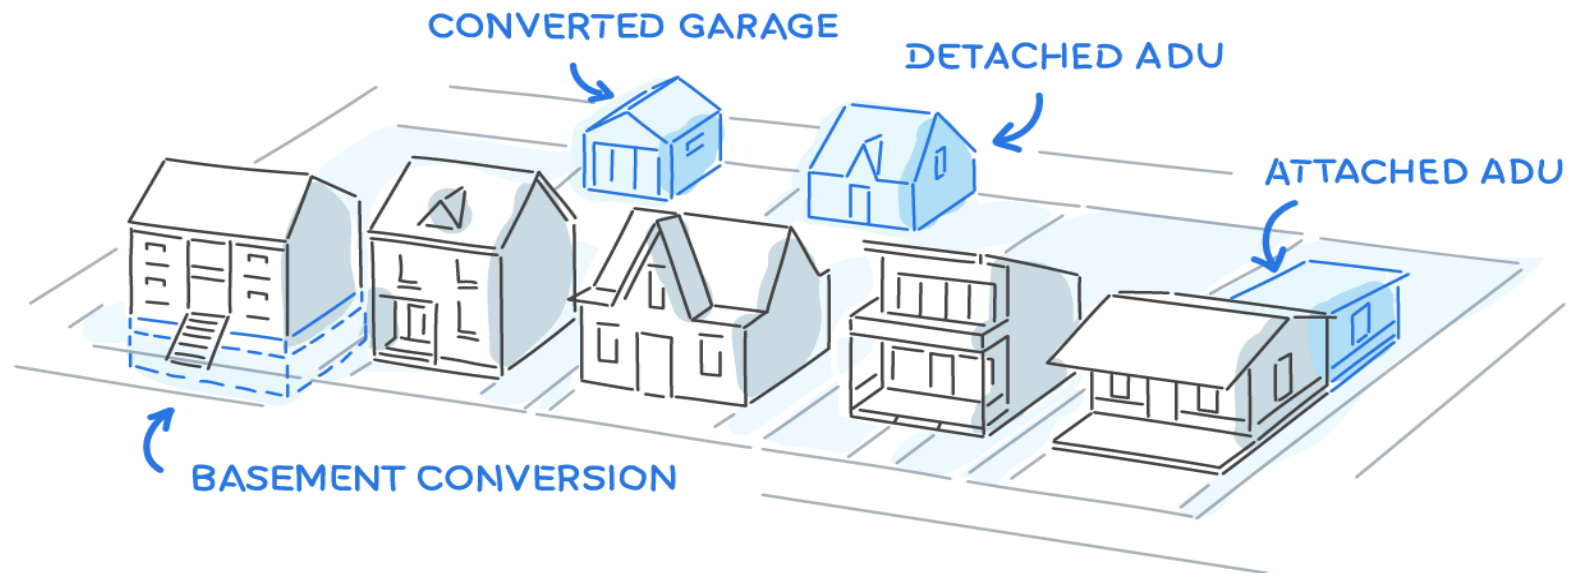 CONVERTED GARAGE
DETACHED ADU
ATTACHED ADU
BASEMENT CONVERSION